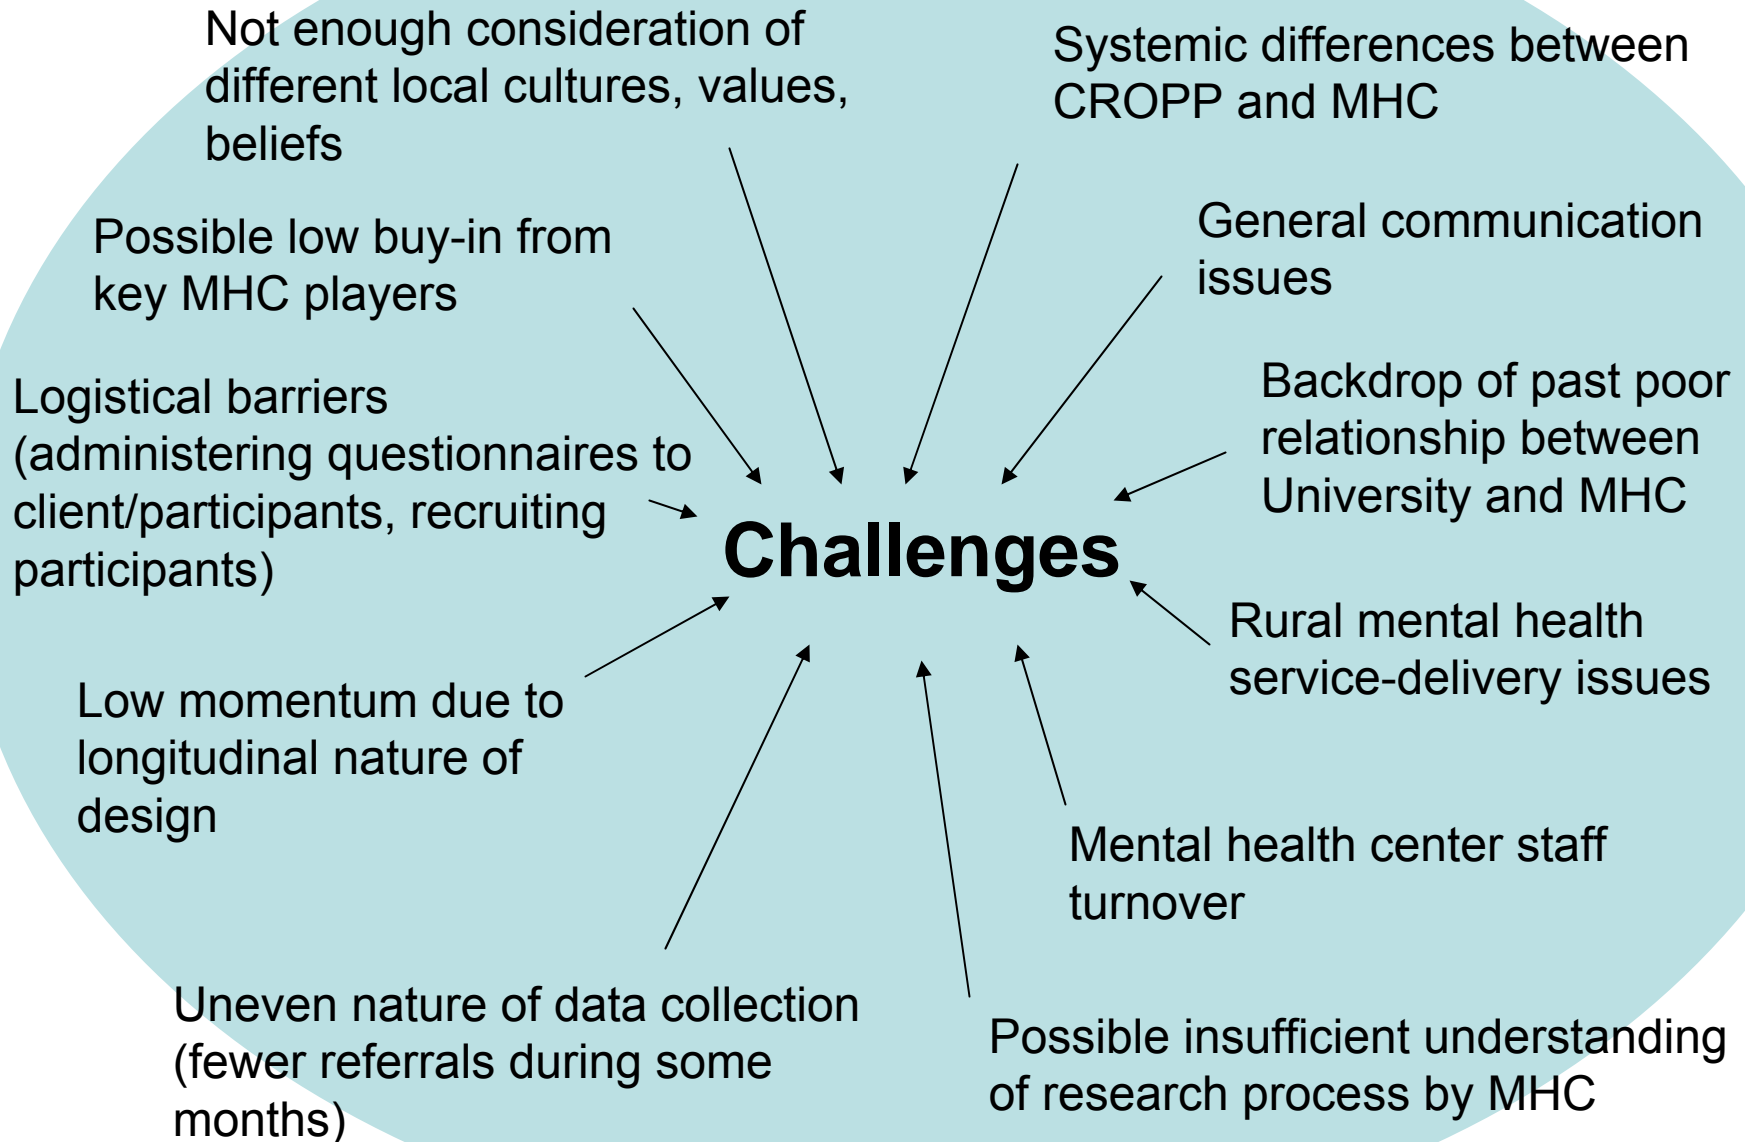 Not enough consideration of
different local cultures, values,
beliefs
Systemic differences between
CROPP and MHC
Possible low buy-in from
key MHC players
General communication
issues
Logistical barriers
(administering questionnaires to
client/participants, recruiting
participants)
Backdrop of past poor
relationship between
University and MHC
Challenges
Rural mental health
service-delivery issues
Low momentum due to
longitudinal nature of
design
Mental health center staff
turnover
Uneven nature of data collection
(fewer referrals during some
months)
Possible insufficient understanding
of research process by MHC